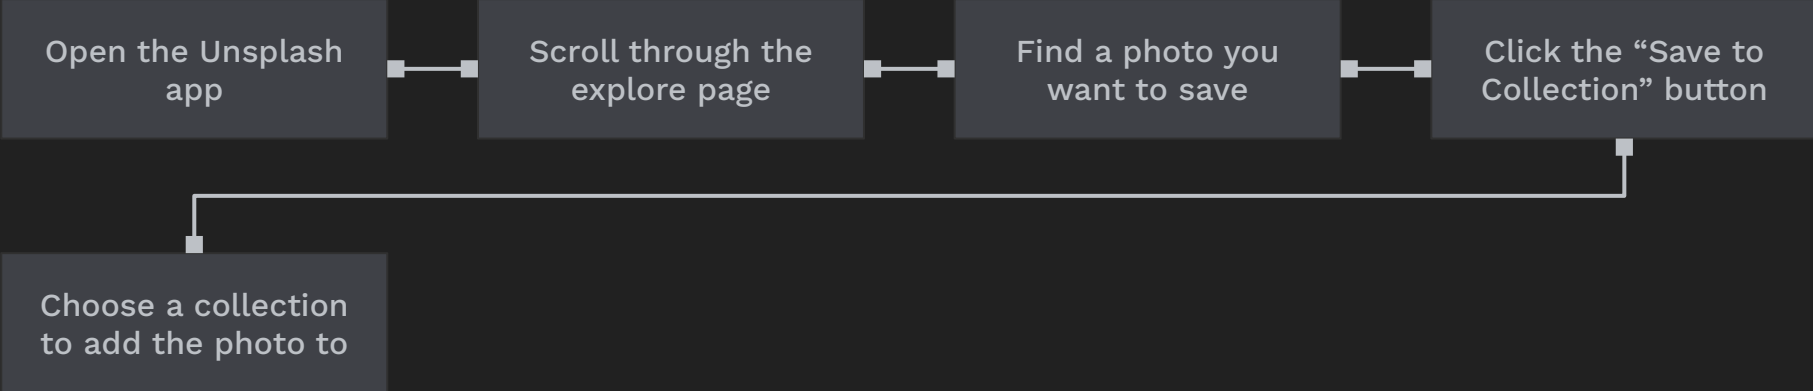 Open the Unsplash
app
Scroll through the
explore page
Find a photo you
want to save
Click the “Save to
Collection” button
Choose a collection
to add the photo to